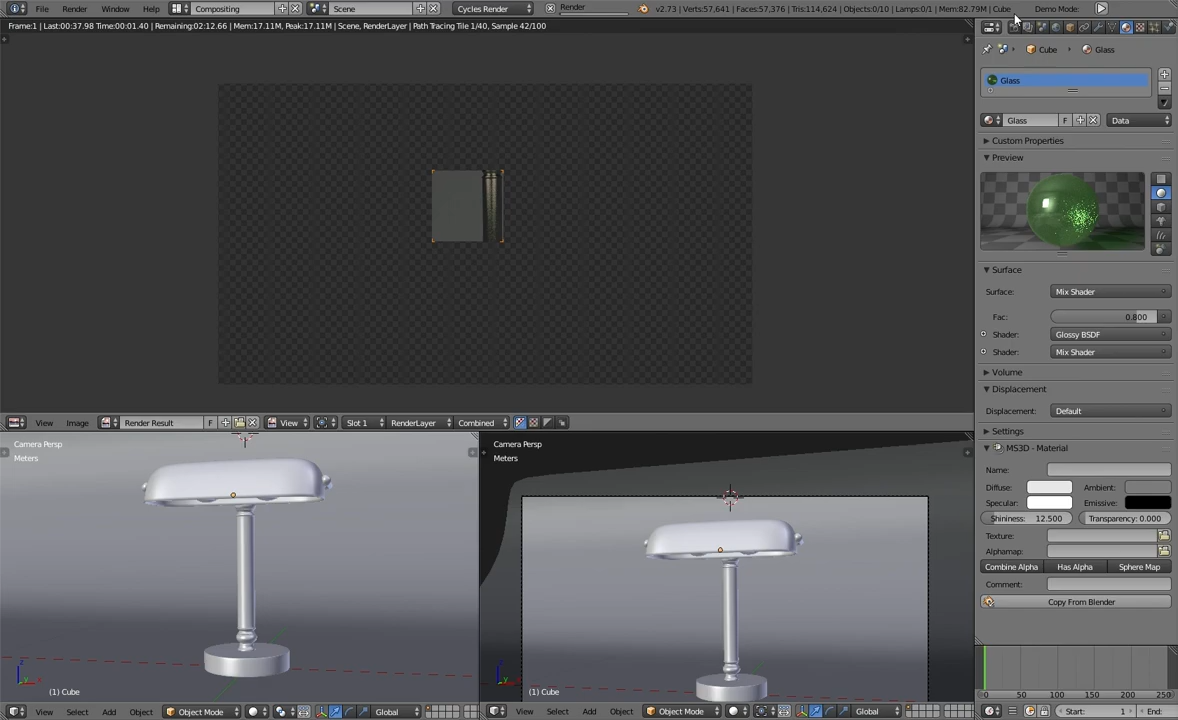 File Render Window Help Compositing Scene Cycles Render Render v2.73 | Verts:57,641 | Faces:57,376 | Tris:114,624 | Objects:0/10 | Lamps:0/1 | Mem:82.79M | Cube Demo Mode:
Frame:1 | Last:00:37.98 Time:00:01.40 | Remaining:02:12.66 | Mem:17.11M, Peak:17.11M | Scene, RenderLayer | Path Tracing Tile 1/40, Sample 42/100
Cube Glass
Glass
Glass F Data
Custom Properties
Preview
Surface
Surface: Mix Shader
Fac: 0.800
Shader: Glossy BSDF
Shader: Mix Shader
Volume
Displacement
Displacement: Default
Settings
MS3D - Material
Name:
Diffuse: Ambient:
Specular: Emissive:
Shininess: 12.500 Transparency: 0.000
Texture:
Alphamap:
Combine Alpha Has Alpha Sphere Map
Comment:
Copy From Blender
View Image Render Result F View Slot 1 RenderLayer Combined
Camera Persp
Meters
(1) Cube
View Select Add Object Object Mode Global
Camera Persp
Meters
(1) Cube
View Select Add Object Object Mode Global
0 50 100 150 200 250
Start: 1 End: